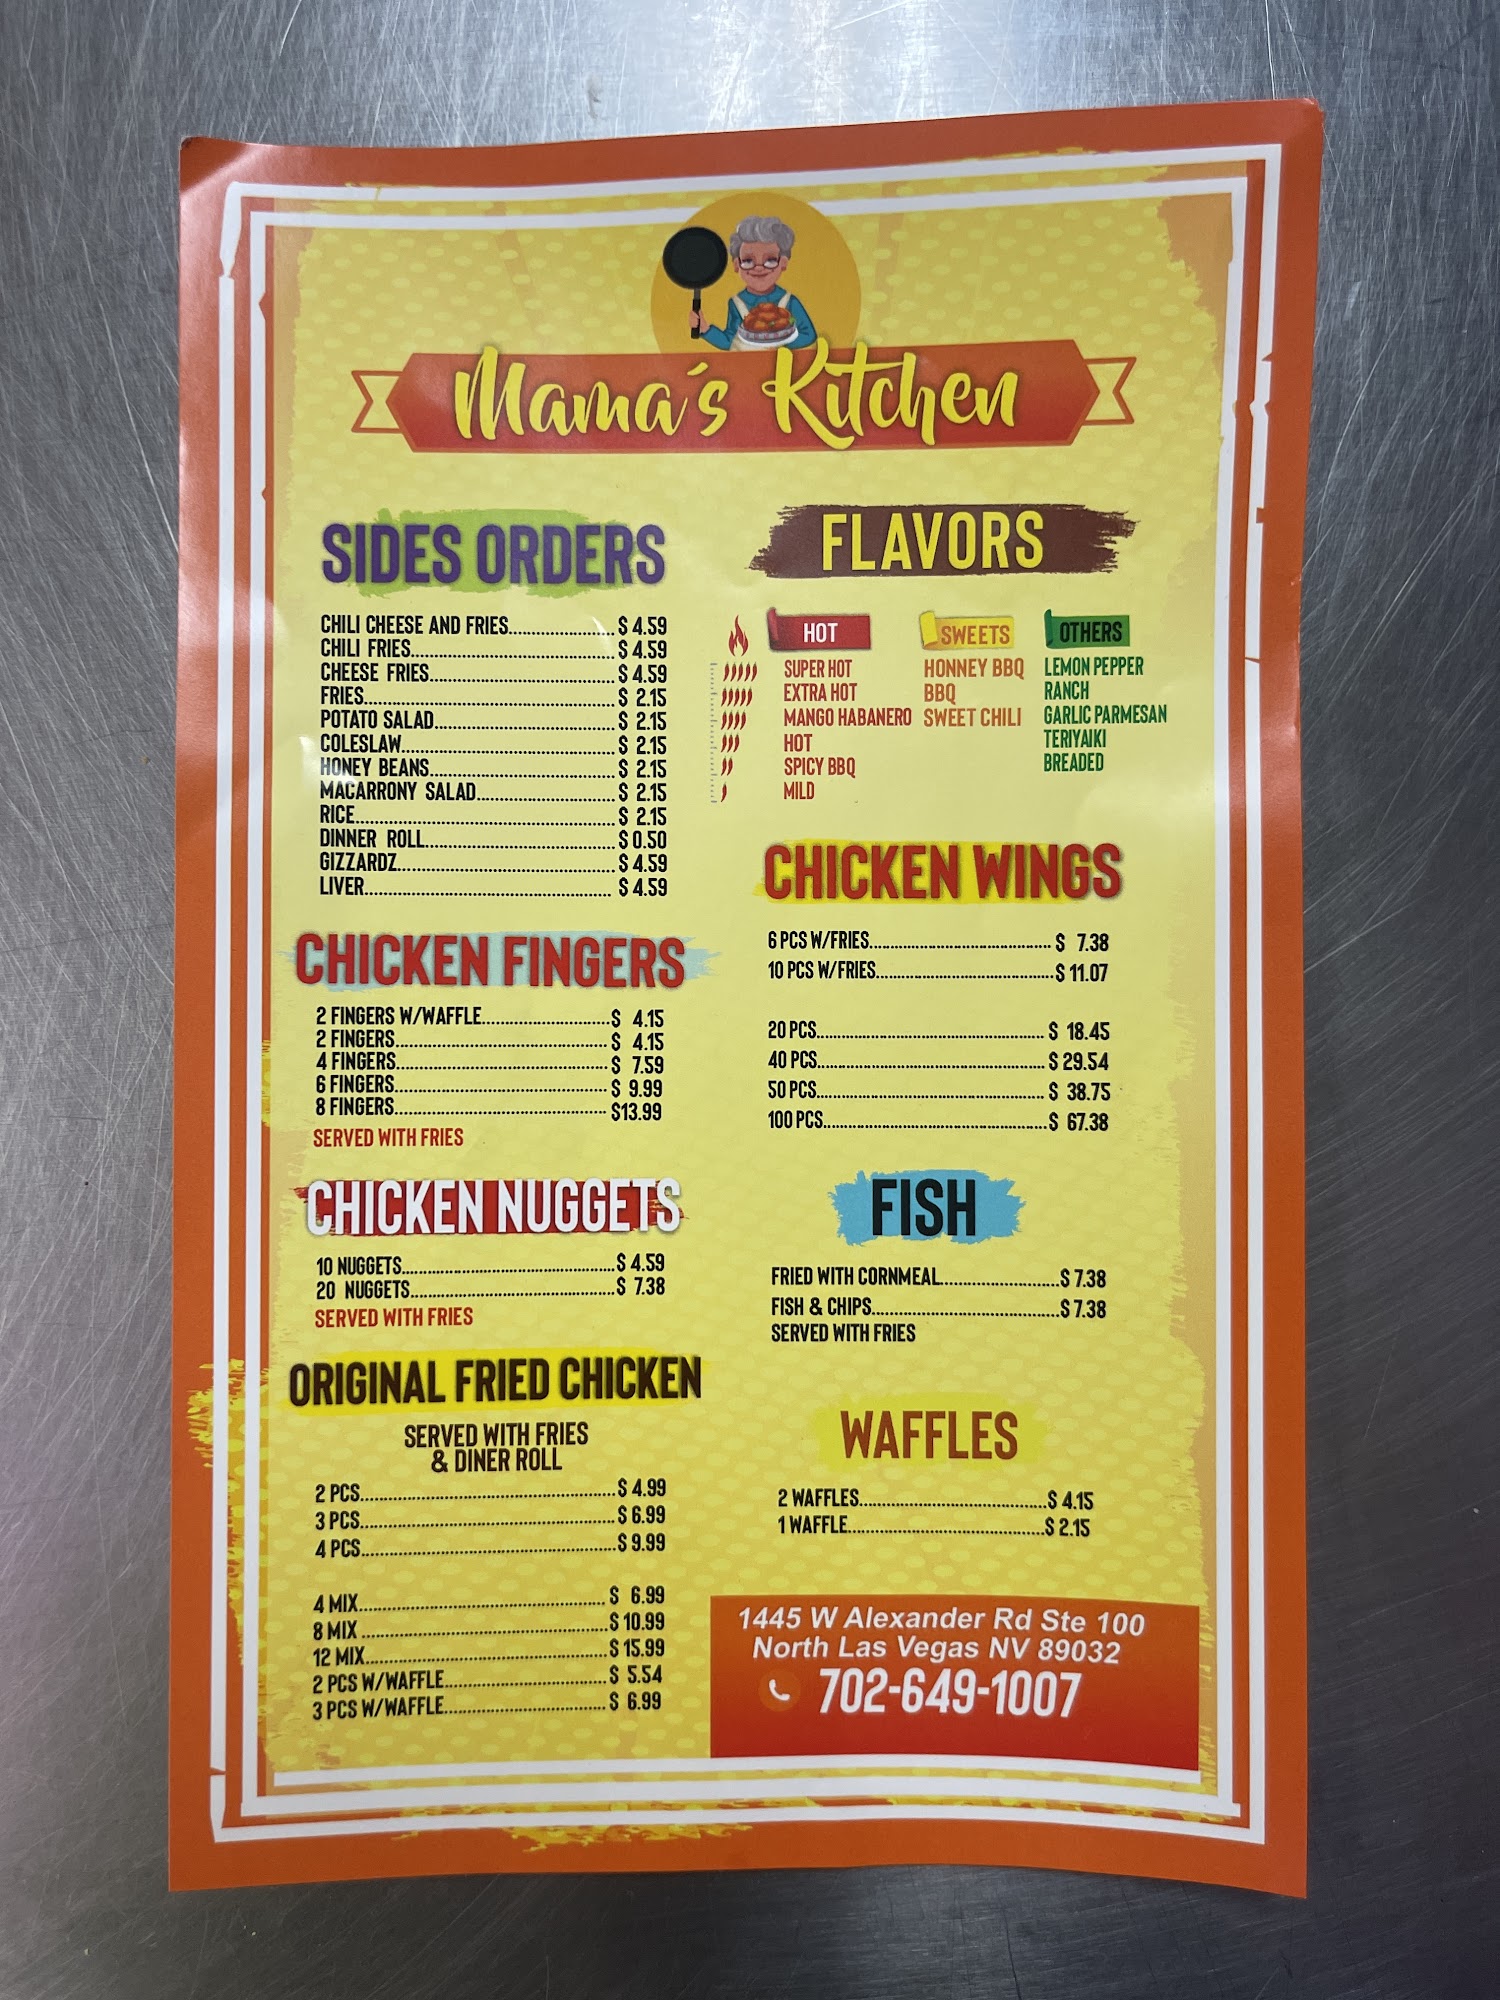 Mama's Kitchen
SIDES ORDERS
CHILI CHEESE AND FRIES........................$ 4.59
CHILI FRIES........................$ 4.59
CHEESE FRIES........................$ 4.59
FRIES........................$ 2.15
POTATO SALAD........................$ 2.15
COLESLAW........................$ 2.15
HONEY BEANS........................$ 2.15
MACARRONY SALAD........................$ 2.15
RICE........................$ 2.15
DINNER ROLL........................$ 0.50
GIZZARDZ........................$ 4.59
LIVER........................$ 4.59
CHICKEN FINGERS
2 FINGERS W/WAFFLE........................$ 4.15
2 FINGERS........................$ 4.15
4 FINGERS........................$ 7.59
6 FINGERS........................$ 9.99
8 FINGERS........................$13.99
SERVED WITH FRIES
CHICKEN NUGGETS
10 NUGGETS........................$ 4.59
20 NUGGETS........................$ 7.38
SERVED WITH FRIES
ORIGINAL FRIED CHICKEN
SERVED WITH FRIES
& DINER ROLL
2 PCS........................$ 4.99
3 PCS........................$ 6.99
4 PCS........................$ 9.99
4 MIX........................$ 6.99
8 MIX........................$ 10.99
12 MIX........................$ 15.99
2 PCS W/WAFFLE........................$ 5.54
3 PCS W/WAFFLE........................$ 6.99
FLAVORS
HOT
SUPER HOT
EXTRA HOT
MANGO HABANERO
HOT
SPICY BBQ
MILD
SWEETS
HONNEY BBQ
BBQ
SWEET CHILI
OTHERS
LEMON PEPPER
RANCH
GARLIC PARMESAN
TERIYAIKI
BREADED
CHICKEN WINGS
6 PCS W/FRIES........................$ 7.38
10 PCS W/FRIES........................$ 11.07
20 PCS........................$ 18.45
40 PCS........................$ 29.54
50 PCS........................$ 38.75
100 PCS........................$ 67.38
FISH
FRIED WITH CORNMEAL........................$ 7.38
FISH & CHIPS........................$ 7.38
SERVED WITH FRIES
WAFFLES
2 WAFFLES........................$ 4.15
1 WAFFLE........................$ 2.15
1445 W Alexander Rd Ste 100
North Las Vegas NV 89032
702-649-1007